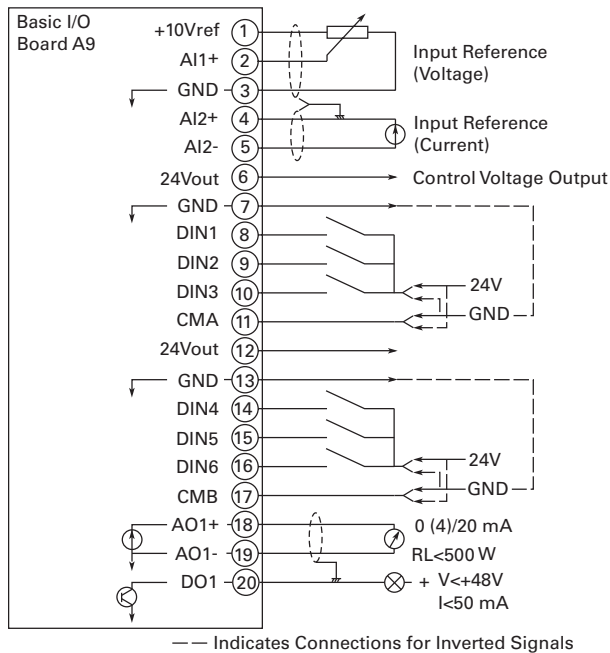 Basic I/O
Board A9
+10Vref 1
AI1+ 2
GND 3
Input Reference
(Voltage)
AI2+ 4
AI2- 5
Input Reference
(Current)
24Vout 6 Control Voltage Output
GND 7
DIN1 8
DIN2 9
DIN3 10 24V
CMA 11 GND
24Vout 12
GND 13
DIN4 14
DIN5 15
DIN6 16 24V
CMB 17 GND
AO1+ 18 0 (4)/20 mA
AO1- 19 RL<500 W
DO1 20 + V<+48V
I<50 mA
Indicates Connections for Inverted Signals